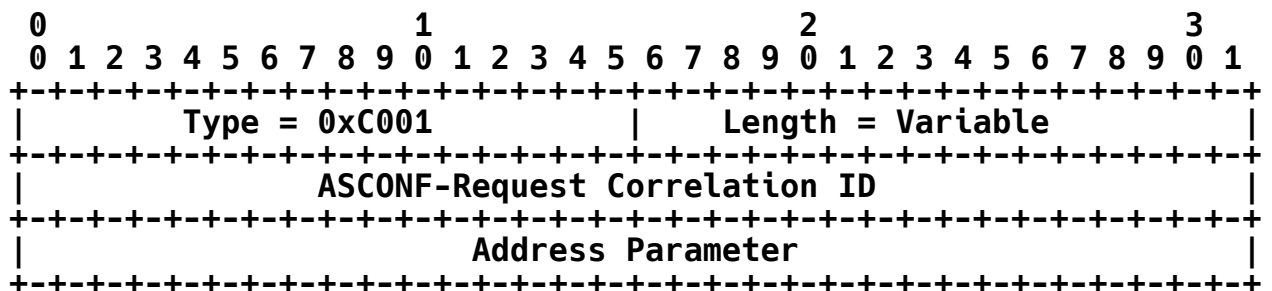 0                   1                   2                   3
 0 1 2 3 4 5 6 7 8 9 0 1 2 3 4 5 6 7 8 9 0 1 2 3 4 5 6 7 8 9 0 1
+-+-+-+-+-+-+-+-+-+-+-+-+-+-+-+-+-+-+-+-+-+-+-+-+-+-+-+-+-+-+-+-+
|        Type = 0xC001          |    Length = Variable          |
+-+-+-+-+-+-+-+-+-+-+-+-+-+-+-+-+-+-+-+-+-+-+-+-+-+-+-+-+-+-+-+-+
|               ASCONF-Request Correlation ID                   |
+-+-+-+-+-+-+-+-+-+-+-+-+-+-+-+-+-+-+-+-+-+-+-+-+-+-+-+-+-+-+-+-+
|                       Address Parameter                       |
+-+-+-+-+-+-+-+-+-+-+-+-+-+-+-+-+-+-+-+-+-+-+-+-+-+-+-+-+-+-+-+-+